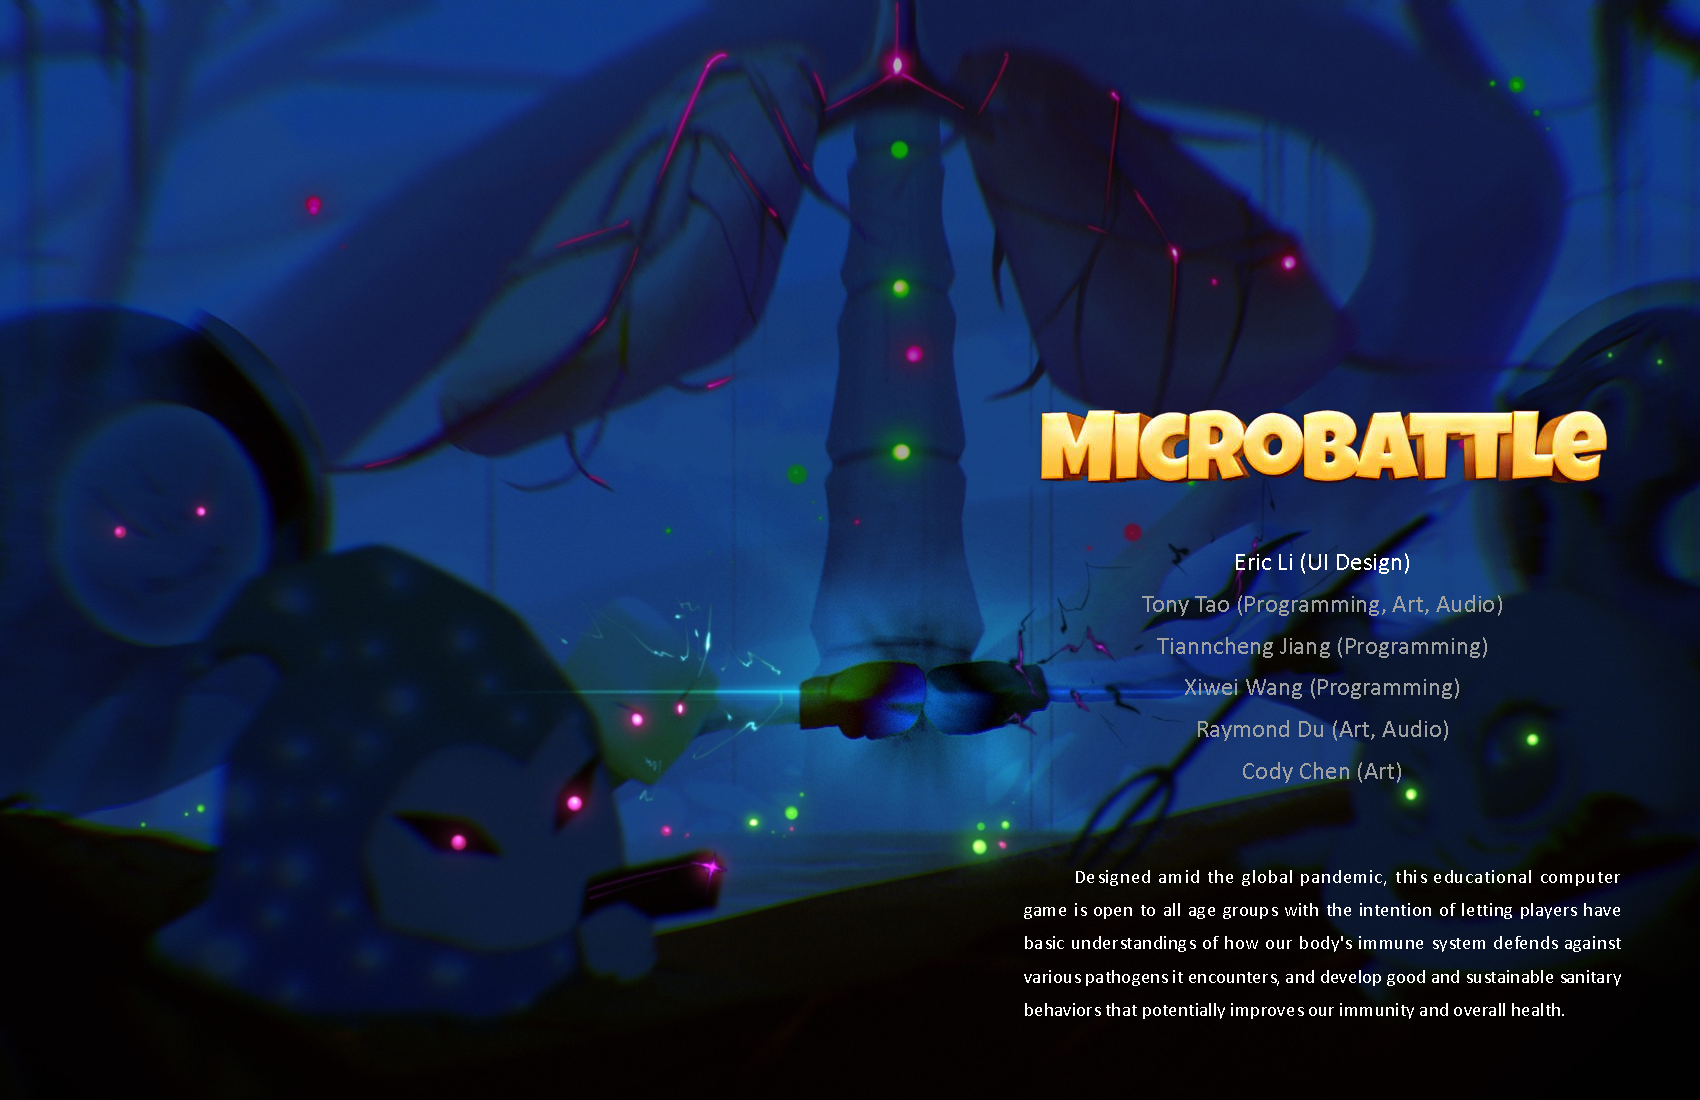 MICROBATTLe
Eric Li (UI Design)
Tony Tao (Programming, Art, Audio)
Tianncheng Jiang (Programming)
Xiwei Wang (Programming)
Raymond Du (Art, Audio)
Cody Chen (Art)
Designed amid the global pandemic, this educational computer
game is open to all age groups with the intention of letting players have
basic understandings of how our body's immune system defends against
various pathogens it encounters, and develop good and sustainable sanitary
behaviors that potentially improves our immunity and overall health.